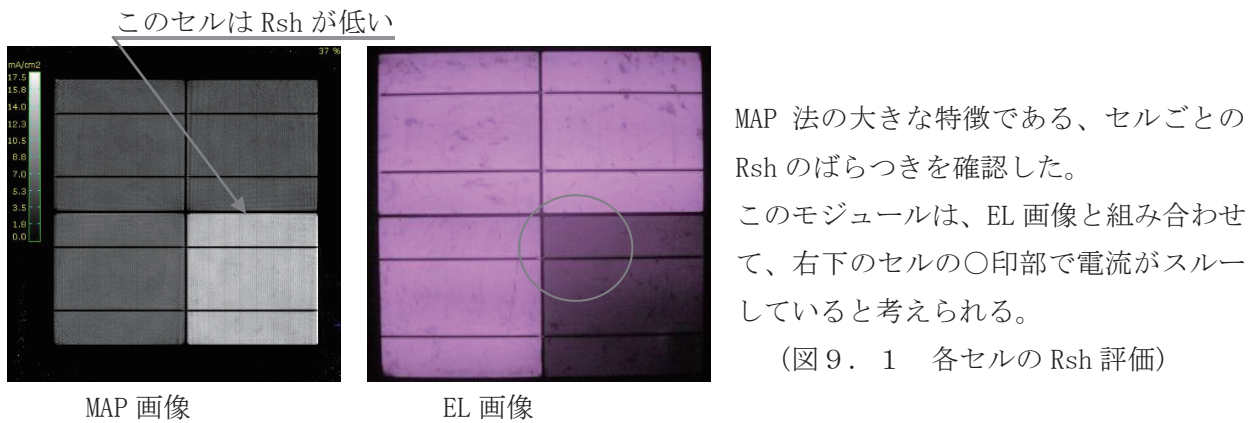 このセルは Rsh が低い
37 %
mA/cm2
17.5
15.8
14.0
12.3
10.5
8.8
7.0
5.3
3.5
1.8
0.0
MAP 画像
EL 画像
MAP 法の大きな特徴である、セルごとの
Rsh のばらつきを確認した。
このモジュールは、EL 画像と組み合わせ
て、右下のセルの○印部で電流がスルー
していると考えられる。
(図９．１ 各セルの Rsh 評価)